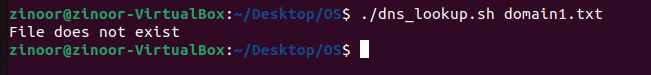 zinoor@zinoor-VirtualBox:~/Desktop/OS$ ./dns_lookup.sh domain1.txt
File does not exist
zinoor@zinoor-VirtualBox:~/Desktop/OS$